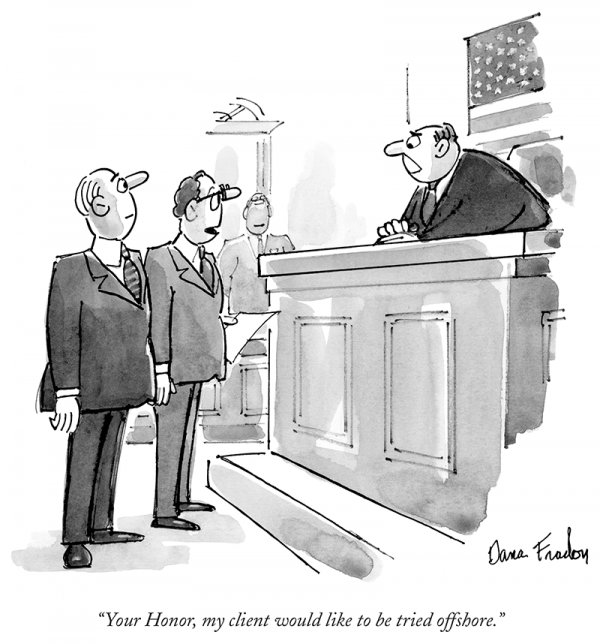 Dana Fradon
“Your Honor, my client would like to be tried offshore.”